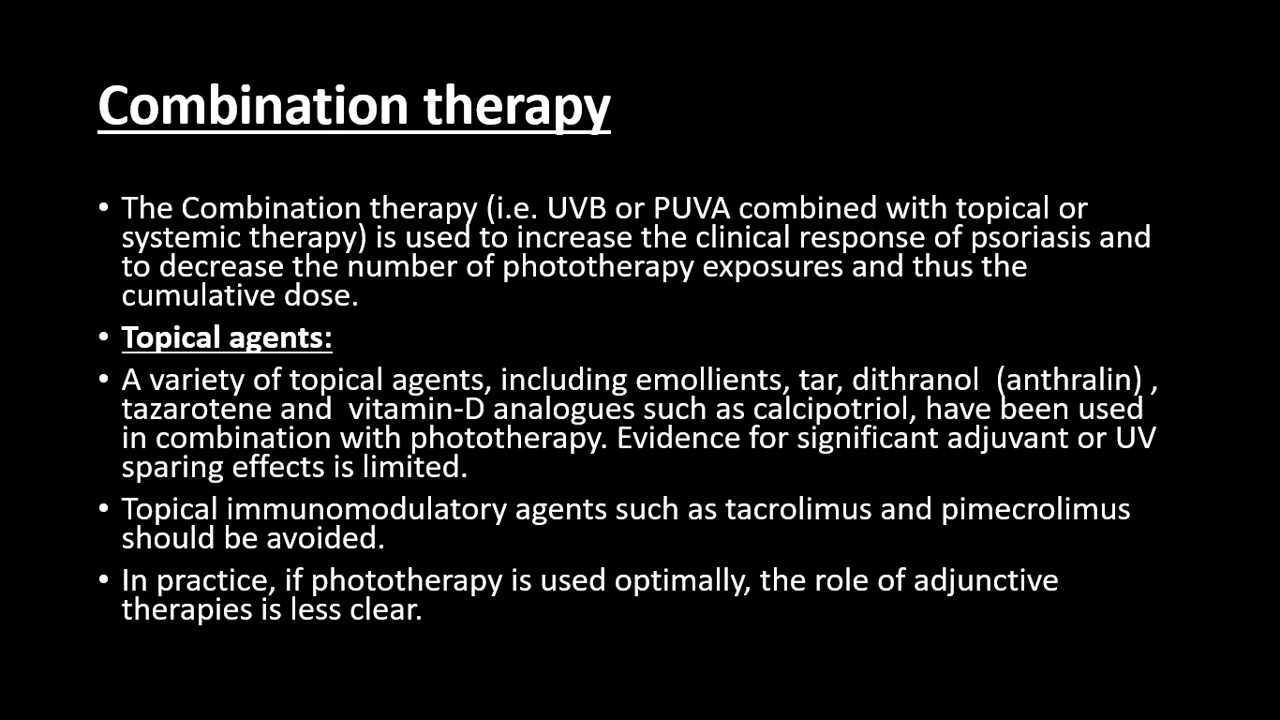 Combination therapy
• The Combination therapy (i.e. UVB or PUVA combined with topical or
systemic therapy) is used to increase the clinical response of psoriasis and
to decrease the number of phototherapy exposures and thus the
cumulative dose.
• Topical agents:
• A variety of topical agents, including emollients, tar, dithranol  (anthralin) ,
tazarotene and  vitamin-D analogues such as calcipotriol, have been used
in combination with phototherapy. Evidence for significant adjuvant or UV
sparing effects is limited.
• Topical immunomodulatory agents such as tacrolimus and pimecrolimus
should be avoided.
• In practice, if phototherapy is used optimally, the role of adjunctive
therapies is less clear.